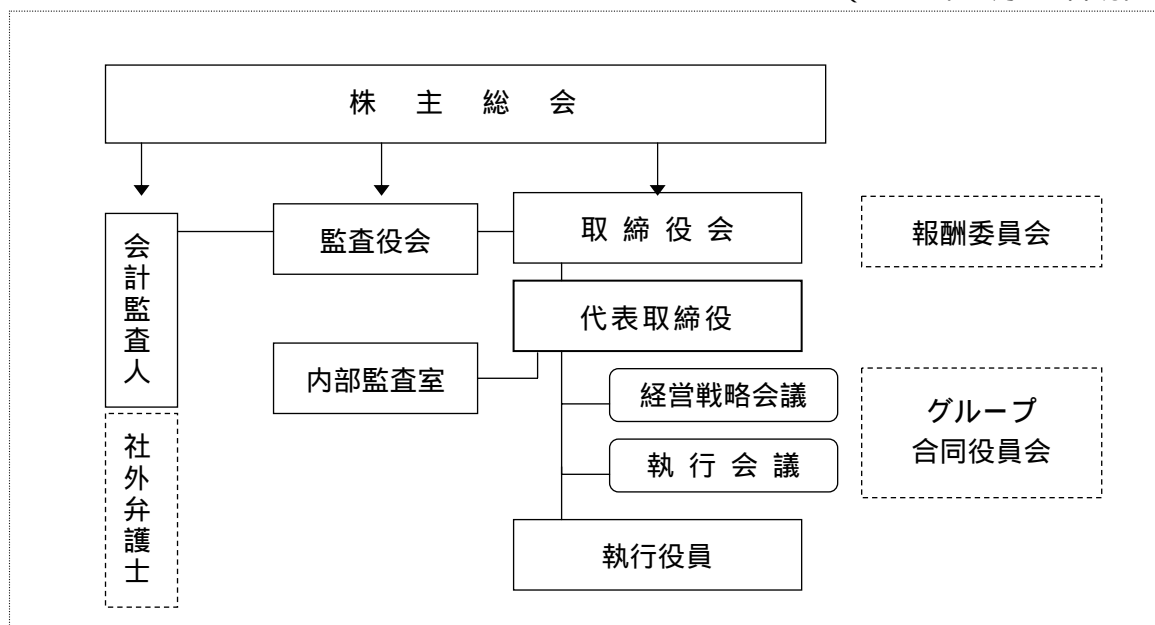 株主総会
会計監査人
監査役会
取締役会
報酬委員会
代表取締役
内部監査室
経営戦略会議
グループ
合同役員会
執行会議
社外弁護士
執行役員